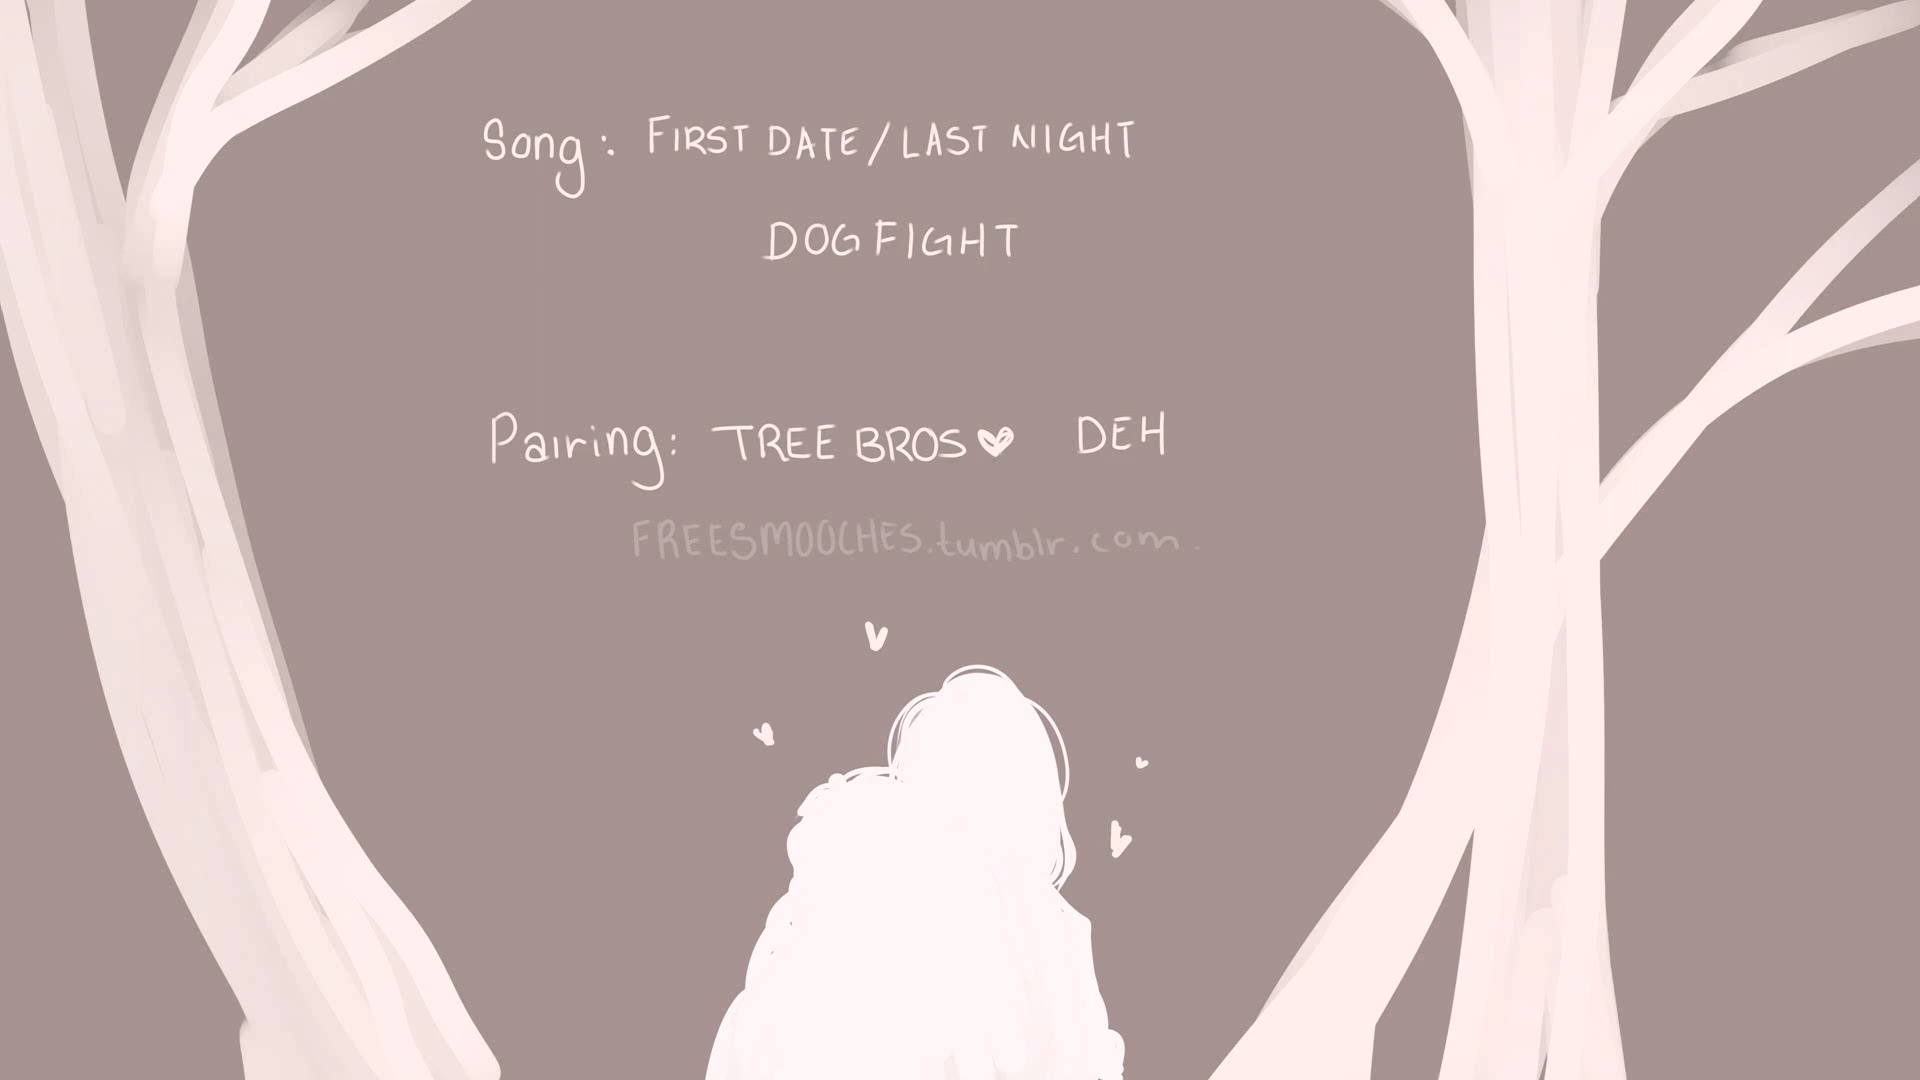 Song: FIRST DATE/LAST NIGHT
DOGFIGHT
Pairing: TREE BROS♥ DEH
FREESMOOCHES.tumblr.com.